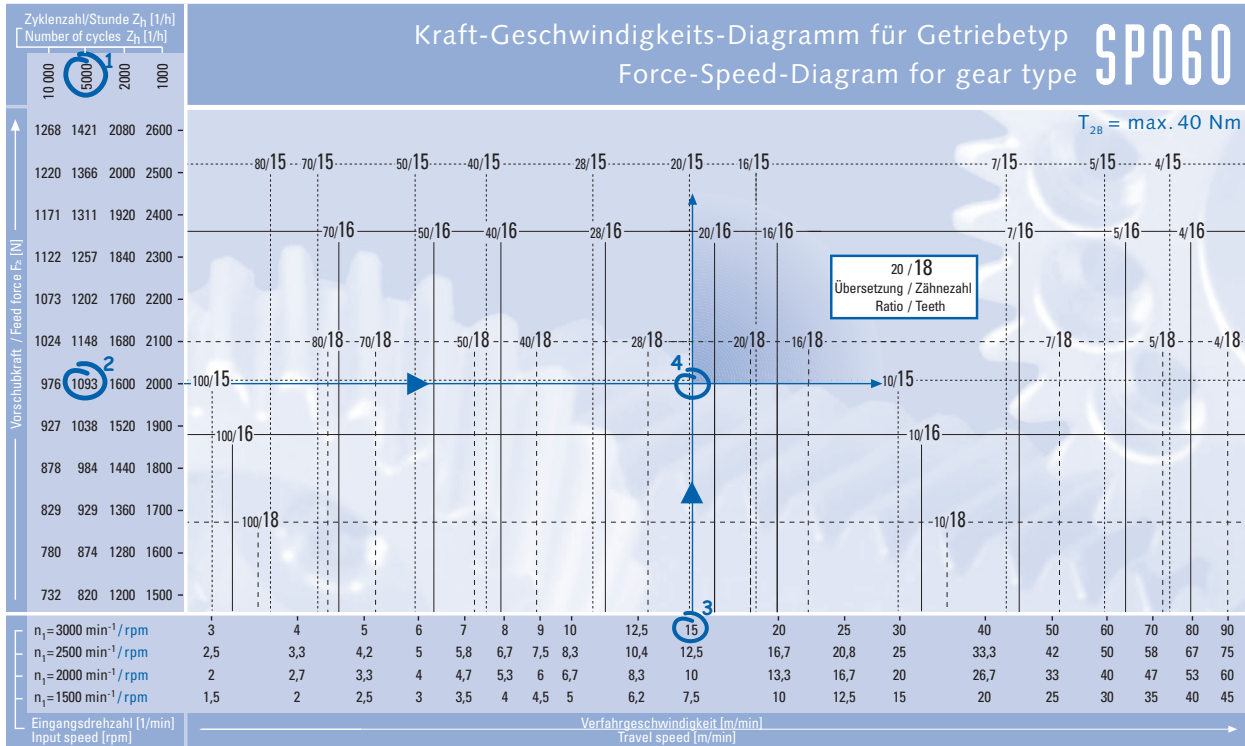 Zyklenzahl/Stunde Zh [1/h]
Number of cycles Zh [1/h]
10 000 5000 2000 1000
1
Kraft-Geschwindigkeits-Diagramm für Getriebetyp
Force-Speed-Diagram for gear type
SP060
T2B = max. 40 Nm
Vorschubkraft / Feed force F2 [N]
1268 1421 2080 2600
80/15 70/15 50/15 40/15 28/15 20/15 16/15 7/15 5/15 4/15
1220 1366 2000 2500
1171 1311 1920 2400
70/16 50/16 40/16 28/16 20/16 16/16 7/16 5/16 4/16
1122 1257 1840 2300
20 / 18
Übersetzung / Zähnezahl
Ratio / Teeth
1073 1202 1760 2200
1024 1148 1680 2100
80/18 70/18 50/18 40/18 28/18 20/18 16/18 7/18 5/18 4/18
2
4
976 1093 1600 2000
100/15 10/15
927 1038 1520 1900
100/16 10/16
878 984 1440 1800
829 929 1360 1700
100/18 10/18
780 874 1280 1600
732 820 1200 1500
3
n1=3000 min-1/rpm 3 4 5 6 7 8 9 10 12,5 15 20 25 30 40 50 60 70 80 90
n1=2500 min-1/rpm 2,5 3,3 4,2 5 5,8 6,7 7,5 8,3 10,4 12,5 16,7 20,8 25 33,3 42 50 58 67 75
n1=2000 min-1/rpm 2 2,7 3,3 4 4,7 5,3 6 6,7 8,3 10 13,3 16,7 20 26,7 33 40 47 53 60
n1=1500 min-1/rpm 1,5 2 2,5 3 3,5 4 4,5 5 6,2 7,5 10 12,5 15 20 25 30 35 40 45
Eingangsdrehzahl [1/min]
Input speed [rpm]
Verfahrgeschwindigkeit [m/min]
Travel speed [m/min]